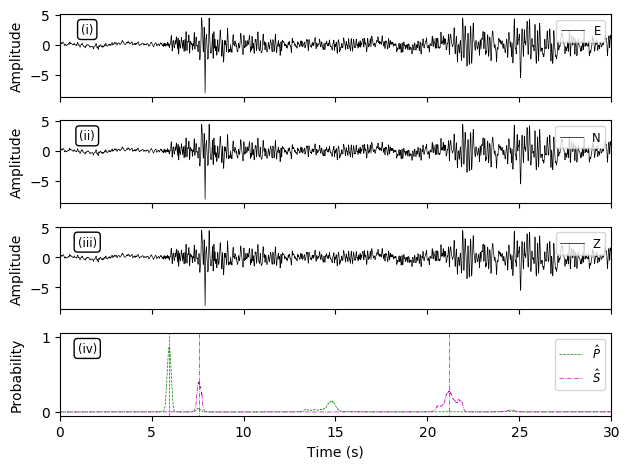 5
0
−5
Amplitude
(i)
E
5
0
−5
Amplitude
(ii)
N
5
0
−5
Amplitude
(iii)
Z
1
0
Probability
(iv)
P̂
Ŝ
0 5 10 15 20 25 30
Time (s)